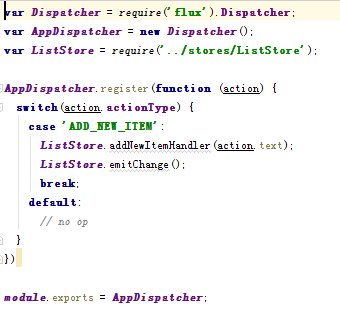 var Dispatcher = require('flux').Dispatcher;
var AppDispatcher = new Dispatcher();
var ListStore = require('../stores/ListStore');
AppDispatcher.register(function (action) {
switch(action.actionType) {
case 'ADD_NEW_ITEM':
ListStore.addNewItemHandler(action.text);
ListStore.emitChange();
break;
default:
// no op
}
})
module.exports = AppDispatcher;